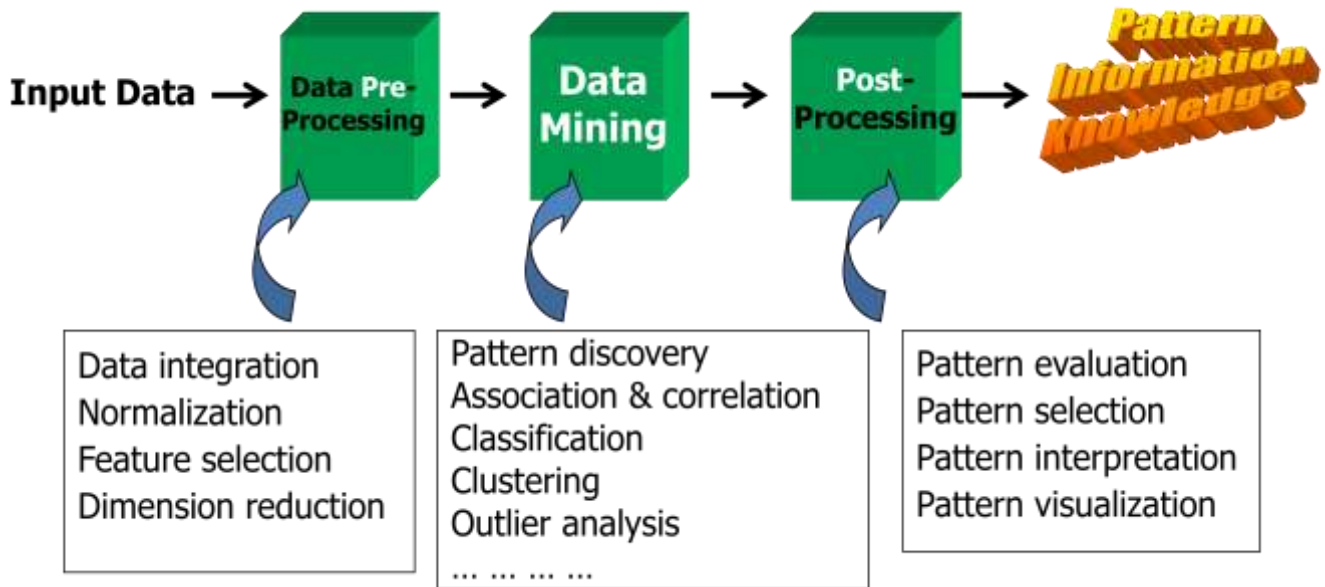 Input Data
Data Pre-
Processing
Data
Mining
Post-
Processing
Pattern
Information
Knowledge
Data integration
Normalization
Feature selection
Dimension reduction
Pattern discovery
Association & correlation
Classification
Clustering
Outlier analysis
... ... ... ...
Pattern evaluation
Pattern selection
Pattern interpretation
Pattern visualization